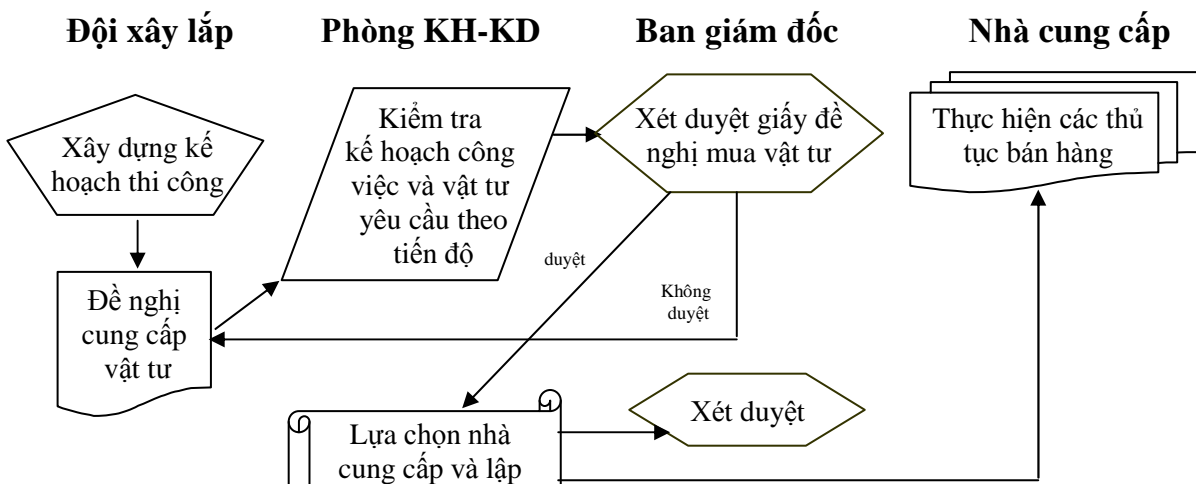 Đội xây lắp
Phòng KH-KD
Ban giám đốc
Nhà cung cấp
Xây dựng kế
hoạch thi công
Kiểm tra
kế hoạch công
việc và vật tư
yêu cầu theo
tiến độ
Xét duyệt giấy đề
nghị mua vật tư
Thực hiện các thủ
tục bán hàng
duyệt
Không
duyệt
Đề nghị
cung cấp
vật tư
Xét duyệt
Lựa chọn nhà
cung cấp và lập